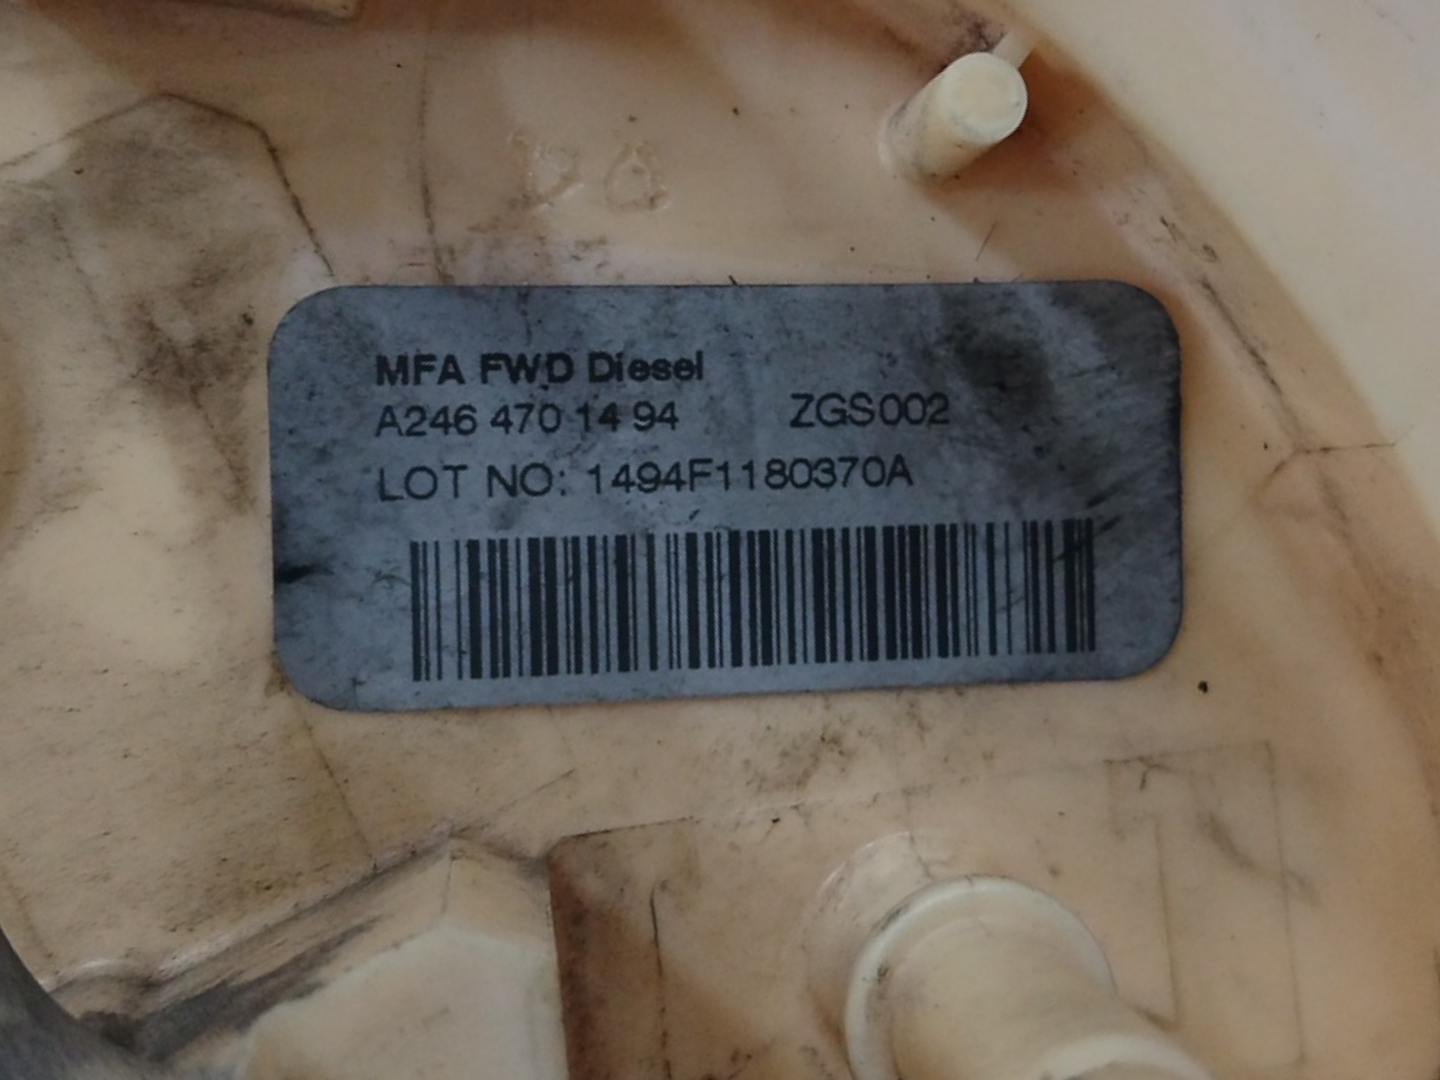 MFA FWD Diesel
A246 470 14 94 ZGS002
LOT NO: 1494F1180370A